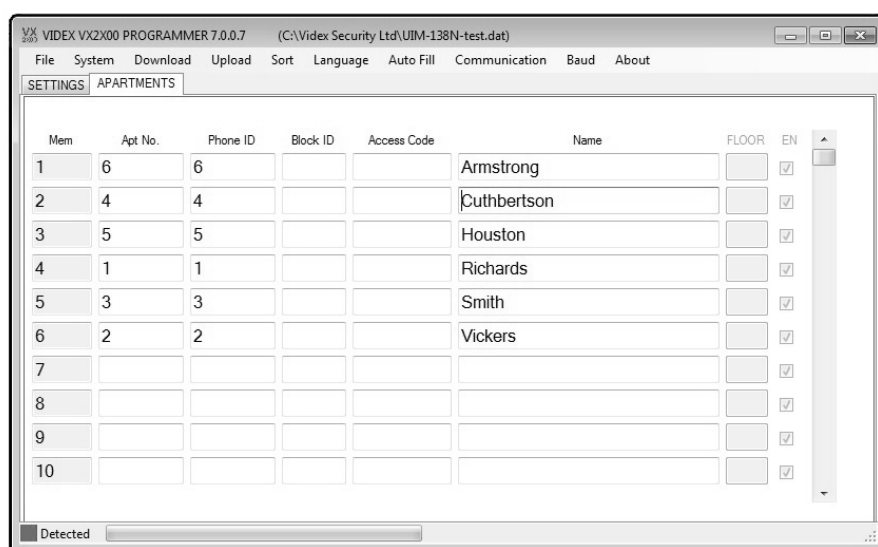 VX 2X00 VIDEX VX2X00 PROGRAMMER 7.0.0.7 (C:\Videx Security Ltd\UIM-138N-test.dat)
File System Download Upload Sort Language Auto Fill Communication Baud About
SETTINGS APARTMENTS
Mem Apt No. Phone ID Block ID Access Code Name FLOOR EN
1 6 6 Armstrong
2 4 4 Cuthbertson
3 5 5 Houston
4 1 1 Richards
5 3 3 Smith
6 2 2 Vickers
7
8
9
10
Detected